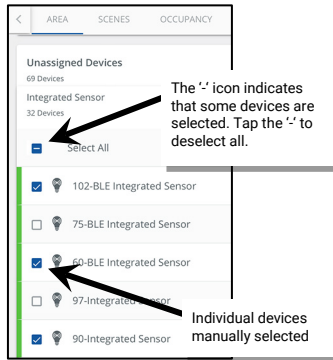 AREA SCENES OCCUPANCY
Unassigned Devices
69 Devices
Integrated Sensor
32 Devices
Select All
The '-' icon indicates
that some devices are
selected. Tap the '-' to
deselect all.
102-BLE Integrated Sensor
75-BLE Integrated Sensor
60-BLE Integrated Sensor
97-Integrated Sensor
90-Integrated Sensor
Individual devices
manually selected